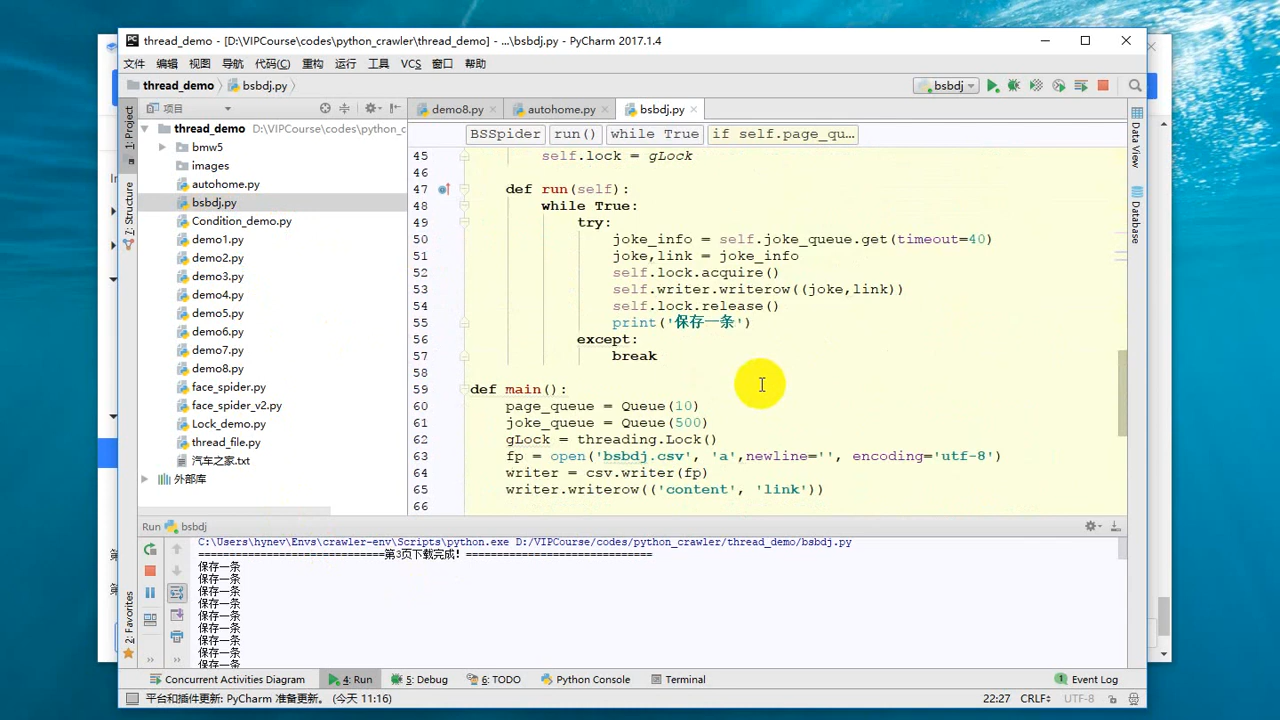 thread_demo - [D:\VIPCourse\codes\python_crawler\thread_demo] - ...\bsbdj.py - PyCharm 2017.1.4
文件 编辑 视图 导航 代码(C) 重构 运行 工具 VCS 窗口 帮助
thread_demo bsbdj.py bsbdj
项目 demo8.py autohome.py bsbdj.py
thread_demo D:\VIPCourse\codes\python_c
BSSpider run() while True if self.page_qu...
bmw5
images
autohome.py
bsbdj.py
Condition_demo.py
demo1.py
demo2.py
demo3.py
demo4.py
demo5.py
demo6.py
demo7.py
demo8.py
face_spider.py
face_spider_v2.py
Lock_demo.py
thread_file.py
汽车之家.txt
外部库
1: Project
Structure
2: Favorites
Data View
Database
45 self.lock = gLock
46
47 def run(self):
48 while True:
49 try:
50 joke_info = self.joke_queue.get(timeout=40)
51 joke,link = joke_info
52 self.lock.acquire()
53 self.writer.writerow((joke,link))
54 self.lock.release()
55 print('保存一条')
56 except:
57 break
58
59 def main():
60 page_queue = Queue(10)
61 joke_queue = Queue(500)
62 gLock = threading.Lock()
63 fp = open('bsbdj.csv', 'a',newline='', encoding='utf-8')
64 writer = csv.writer(fp)
65 writer.writerow(('content', 'link'))
66
Run bsbdj
C:\Users\hynev\Envs\crawler-env\Scripts\python.exe D:/VIPCourse/codes/python_crawler/thread_demo/bsbdj.py
==============================第3页下载完成！==============================
保存一条
保存一条
保存一条
保存一条
保存一条
保存一条
保存一条
保存一条
保存一条
Concurrent Activities Diagram 4: Run 5: Debug 6: TODO Python Console Terminal Event Log
平台和插件更新: PyCharm 准备更新。 (今天 11:16) 22:27 CRLF UTF-8